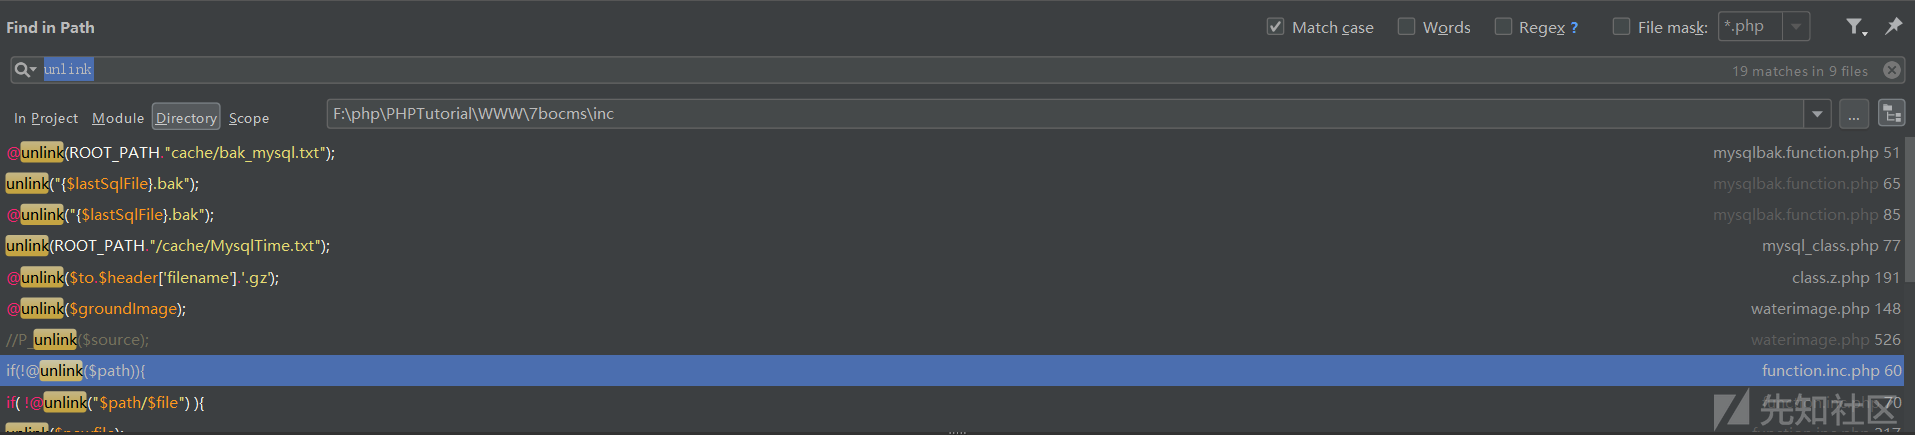 Find in Path Match case Words Regex ? File mask: *.php
unlink 19 matches in 9 files
In Project Module Directory Scope F:\php\PHPTutorial\WWW\7bocms\inc ...
@unlink(ROOT_PATH."cache/bak_mysql.txt"); mysqlbak.function.php 51
unlink("{$lastSqlFile}.bak"); mysqlbak.function.php 65
@unlink("{$lastSqlFile}.bak"); mysqlbak.function.php 85
unlink(ROOT_PATH."/cache/MysqlTime.txt"); mysql_class.php 77
@unlink($to.$header['filename'].'.gz'); class.z.php 191
@unlink($groundImage); waterimage.php 148
//P_unlink($source); waterimage.php 526
if(!@unlink($path)){ function.inc.php 60
if( !@unlink("$path/$file") ){ 70
先知社区